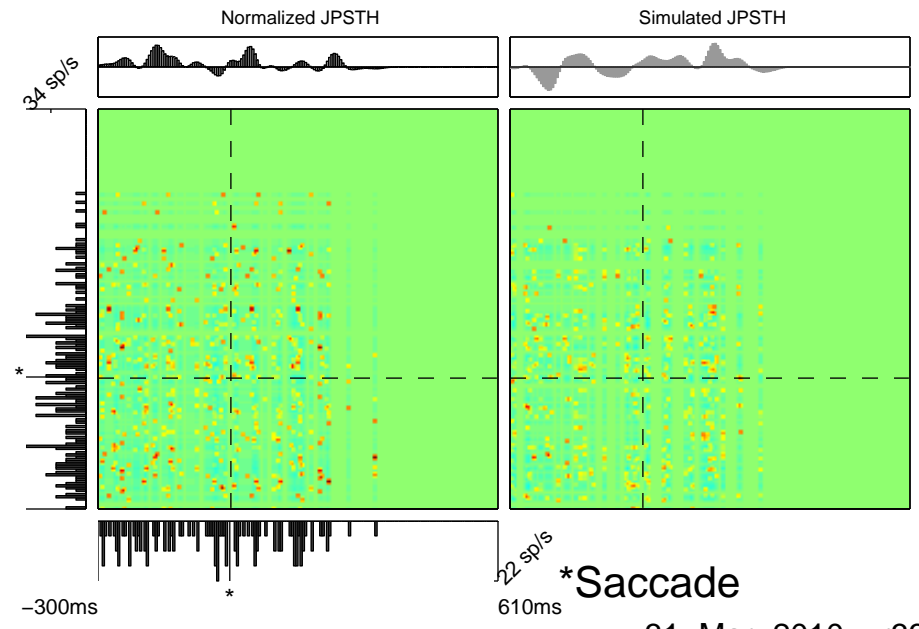 Normalized JPSTH
Simulated JPSTH
34 sp/s
*
*
22 sp/s
*Saccade
−300ms
610ms